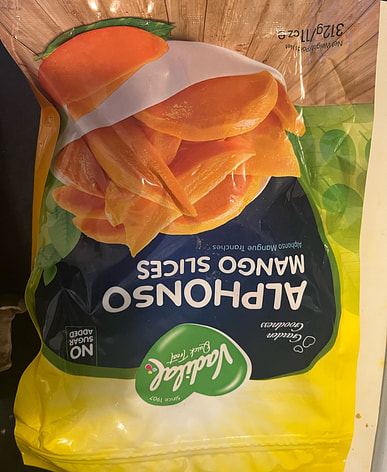 Since 1907
Vadilal
Quick Treat
Garden
Goodness
NO
SUGAR
ADDED
ALPHONSO
MANGO SLICES
Alphonso Mangue Tranches
Net Weight/Poids Net
312g/11oz e